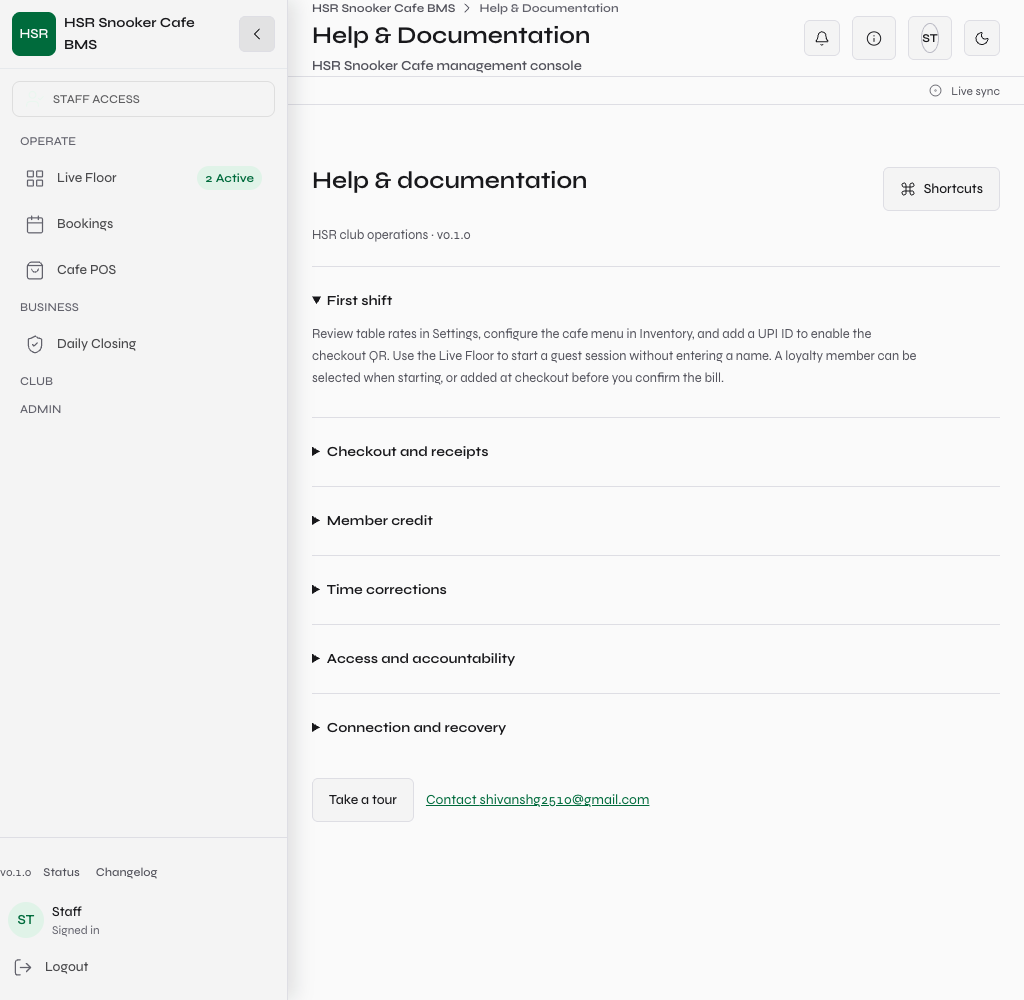 HSR
HSR Snooker Cafe
BMS
STAFF ACCESS
OPERATE
Live Floor
2 Active
Bookings
Cafe POS
BUSINESS
Daily Closing
CLUB
ADMIN
v0.1.0
Status
Changelog
ST
Staff
Signed in
Logout
HSR Snooker Cafe BMS
Help & Documentation
Help & Documentation
HSR Snooker Cafe management console
ST
Live sync
Help & documentation
Shortcuts
HSR club operations · v0.1.0
First shift
Review table rates in Settings, configure the cafe menu in Inventory, and add a UPI ID to enable the
checkout QR. Use the Live Floor to start a guest session without entering a name. A loyalty member can be
selected when starting, or added at checkout before you confirm the bill.
Checkout and receipts
Member credit
Time corrections
Access and accountability
Connection and recovery
Take a tour
Contact shivanshg2510@gmail.com